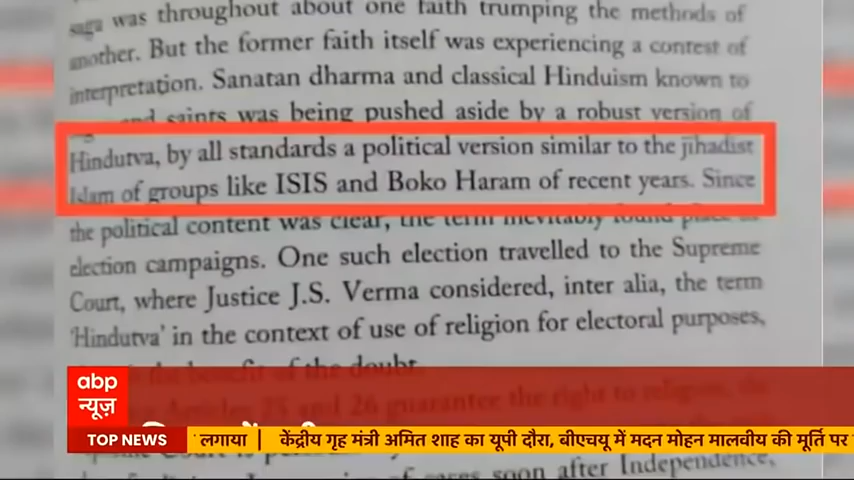 saga was throughout about one faith trumping the methods of
another. But the former faith itself was experiencing a contest of
interpretation. Sanatan dharma and classical Hinduism known to
and saints was being pushed aside by a robust version of
Hindutva, by all standards a political version similar to the jihadist
Islam of groups like ISIS and Boko Haram of recent years. Since
the political content was clear, the term inevitably found place
election campaigns. One such election travelled to the Supreme
Court, where Justice J.S. Verma considered, inter alia, the term
'Hindutva' in the context of use of religion for electoral purposes,
the benefit of the doubt.
Articles 25 and 26 guarantee the right to religion,
soon after Independence,
abp
न्यूज़
TOP NEWS
लगाया | केंद्रीय गृह मंत्री अमित शाह का यूपी दौरा, बीएचयू में मदन मोहन मालवीय की मूर्ति पर